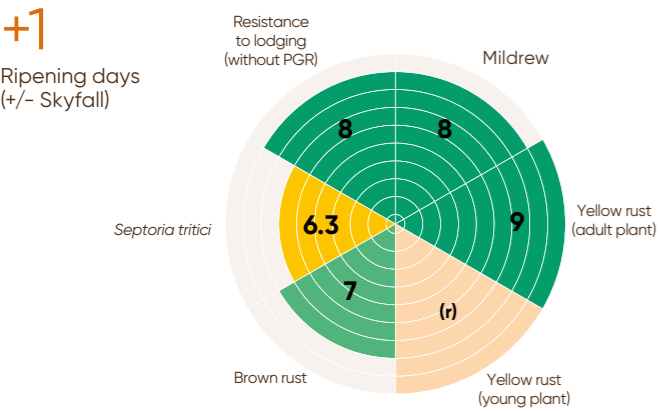 +1
Ripening days
(+/- Skyfall)
Resistance
to lodging
(without PGR)
Mildrew
8
8
Septoria tritici
6.3
9
Yellow rust
(adult plant)
7
(r)
Brown rust
Yellow rust
(young plant)